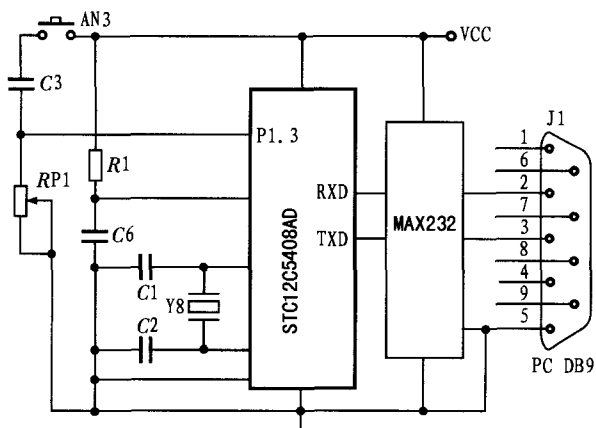 AN3
VCC
C3
J1
P1.3
1
R1
6
RP1
RXD
2
MAX232
7
C6
TXD
3
STC12C5408AD
8
C1
Y8
4
9
C2
5
PC DB9